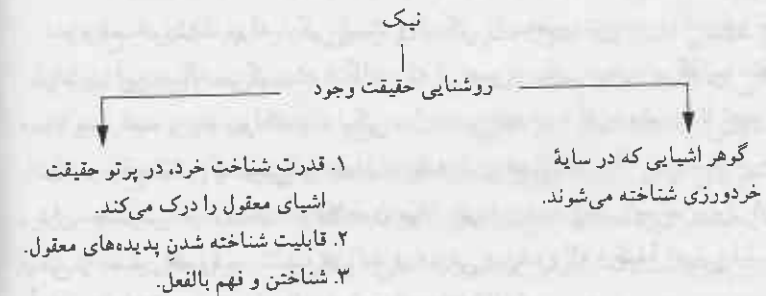 نیک
روشنایی حقیقت وجود
گوهر اشیایی که در سایهٔ
خردورزی شناخته می‌شوند.
۱. قدرت شناخت خرد، در پرتو حقیقت
اشیای معقول را درک می‌کند.
۲. قابلیت شناخته شدنِ پدیده‌های معقول.
۳. شناختن و فهم بالفعل.